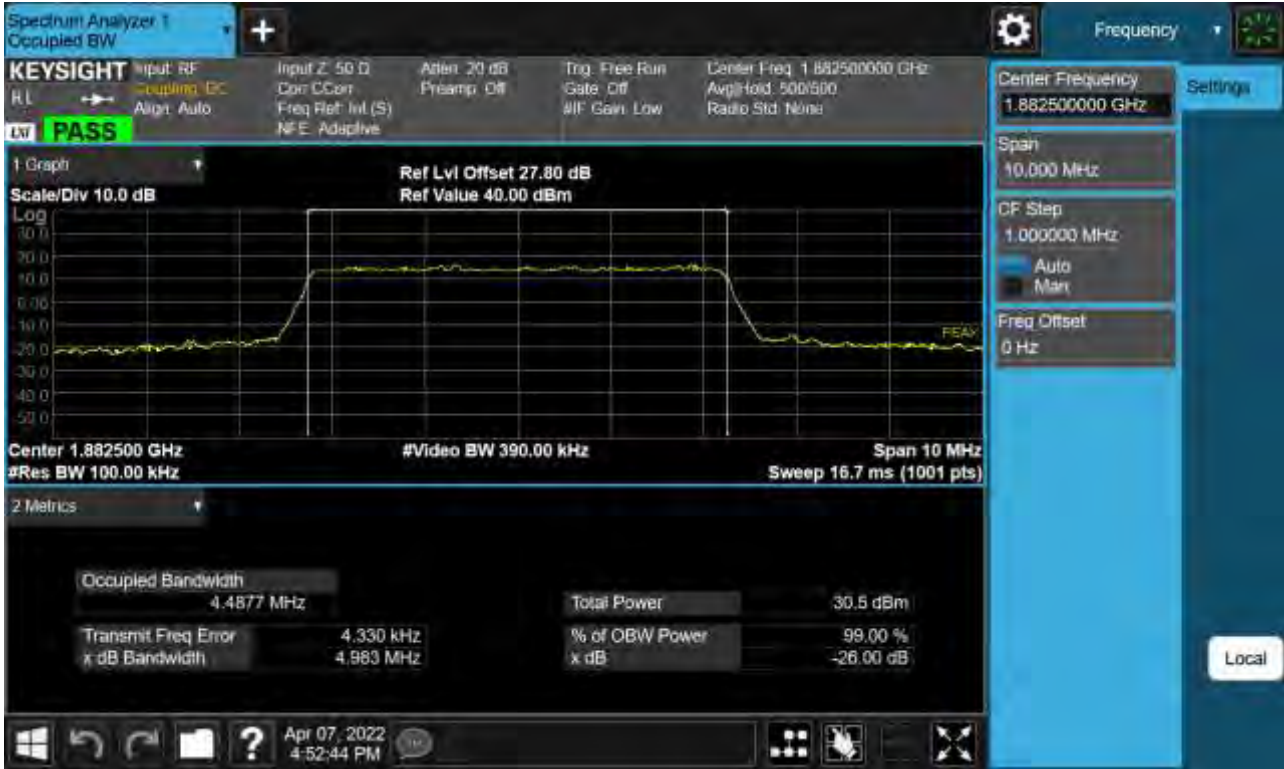 Spectrum Analyzer 1
Occupied BW
Frequency
KEYSIGHT
Input: RF
Coupling: DC
Align: Auto
Input Z: 50 Ω
Corr CCorr
Freq Ref: Int (S)
NFE: Adaptive
Atten: 20 dB
Preamp: Off
Trig: Free Run
Gate: Off
#IF Gain: Low
Center Freq: 1.882500000 GHz
Avg|Hold: 500/500
Radio Std: None
RL
EXT
PASS
Center Frequency
1.882500000 GHz
Settings
Span
10.000 MHz
CF Step
1.000000 MHz
Auto
Man
Freq Offset
0 Hz
1 Graph
Scale/Div 10.0 dB
Ref Lvl Offset 27.80 dB
Ref Value 40.00 dBm
Log
30.0
20.0
10.0
0.00
-10.0
-20.0
-30.0
-40.0
-50.0
PEAK
Center 1.882500 GHz
#Video BW 390.00 kHz
Span 10 MHz
#Res BW 100.00 kHz
Sweep 16.7 ms (1001 pts)
2 Metrics
Occupied Bandwidth
4.4877 MHz
Total Power 30.5 dBm
Transmit Freq Error 4.330 kHz
% of OBW Power 99.00 %
x dB Bandwidth 4.983 MHz
x dB -26.00 dB
Local
?
Apr 07, 2022
4:52:44 PM